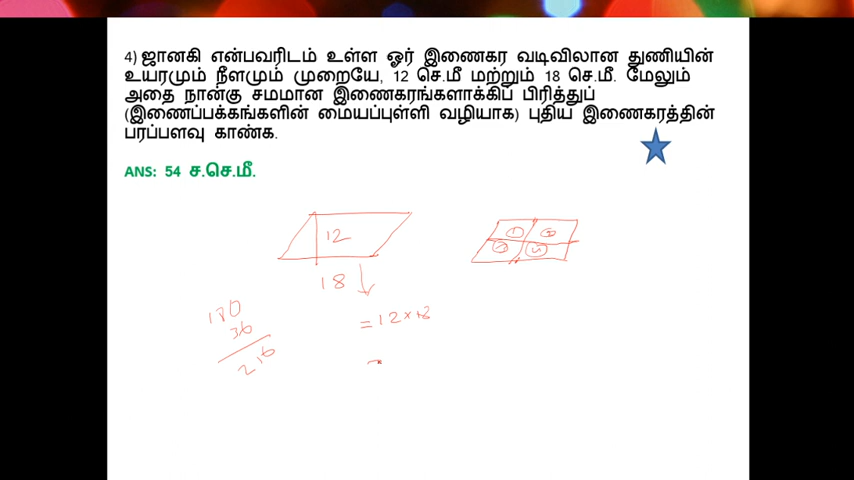 4) ஜானகி என்பவரிடம் உள்ள ஓர் இணைகர வடிவிலான துணியின்
உயரமும் நீளமும் முறையே, 12 செ.மீ மற்றும் 18 செ.மீ. மேலும்
அதை நான்கு சமமான இணைகரங்களாக்கிப் பிரித்துப்
(இணைப்பக்கங்களின் மையப்புள்ளி வழியாக) புதிய இணைகரத்தின்
பரப்பளவு காண்க.
ANS: 54 ச.செ.மீ.
12
18
= 12 × 18
180
36
216